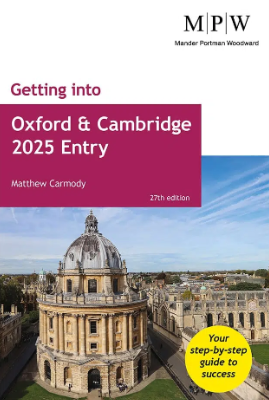 M|P|W
Mander Portman Woodward
Getting into
Oxford & Cambridge
2025 Entry
Matthew Carmody
27th edition
Your
step-by-step
guide to
success